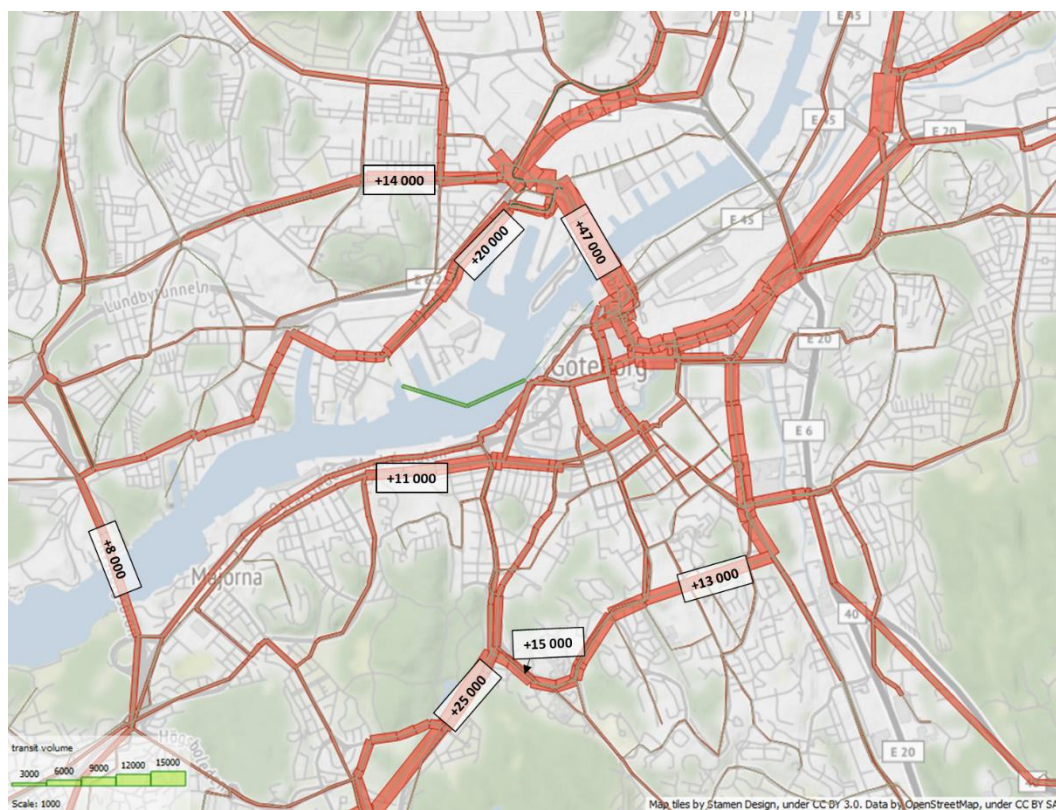 E 45
E 45
E 20
+14 000
E 45
+47 000
+20 000
Lundbytunneln
E 20
Göteborg
E 6
+11 000
+8 000
Majorna
+13 000
40
+15 000
+25 000
E 20
transit volume
3000 6000 9000 12000 15000
Scale: 1000
Map tiles by Stamen Design, under CC BY 3.0. Data by OpenStreetMap, under CC BY SA